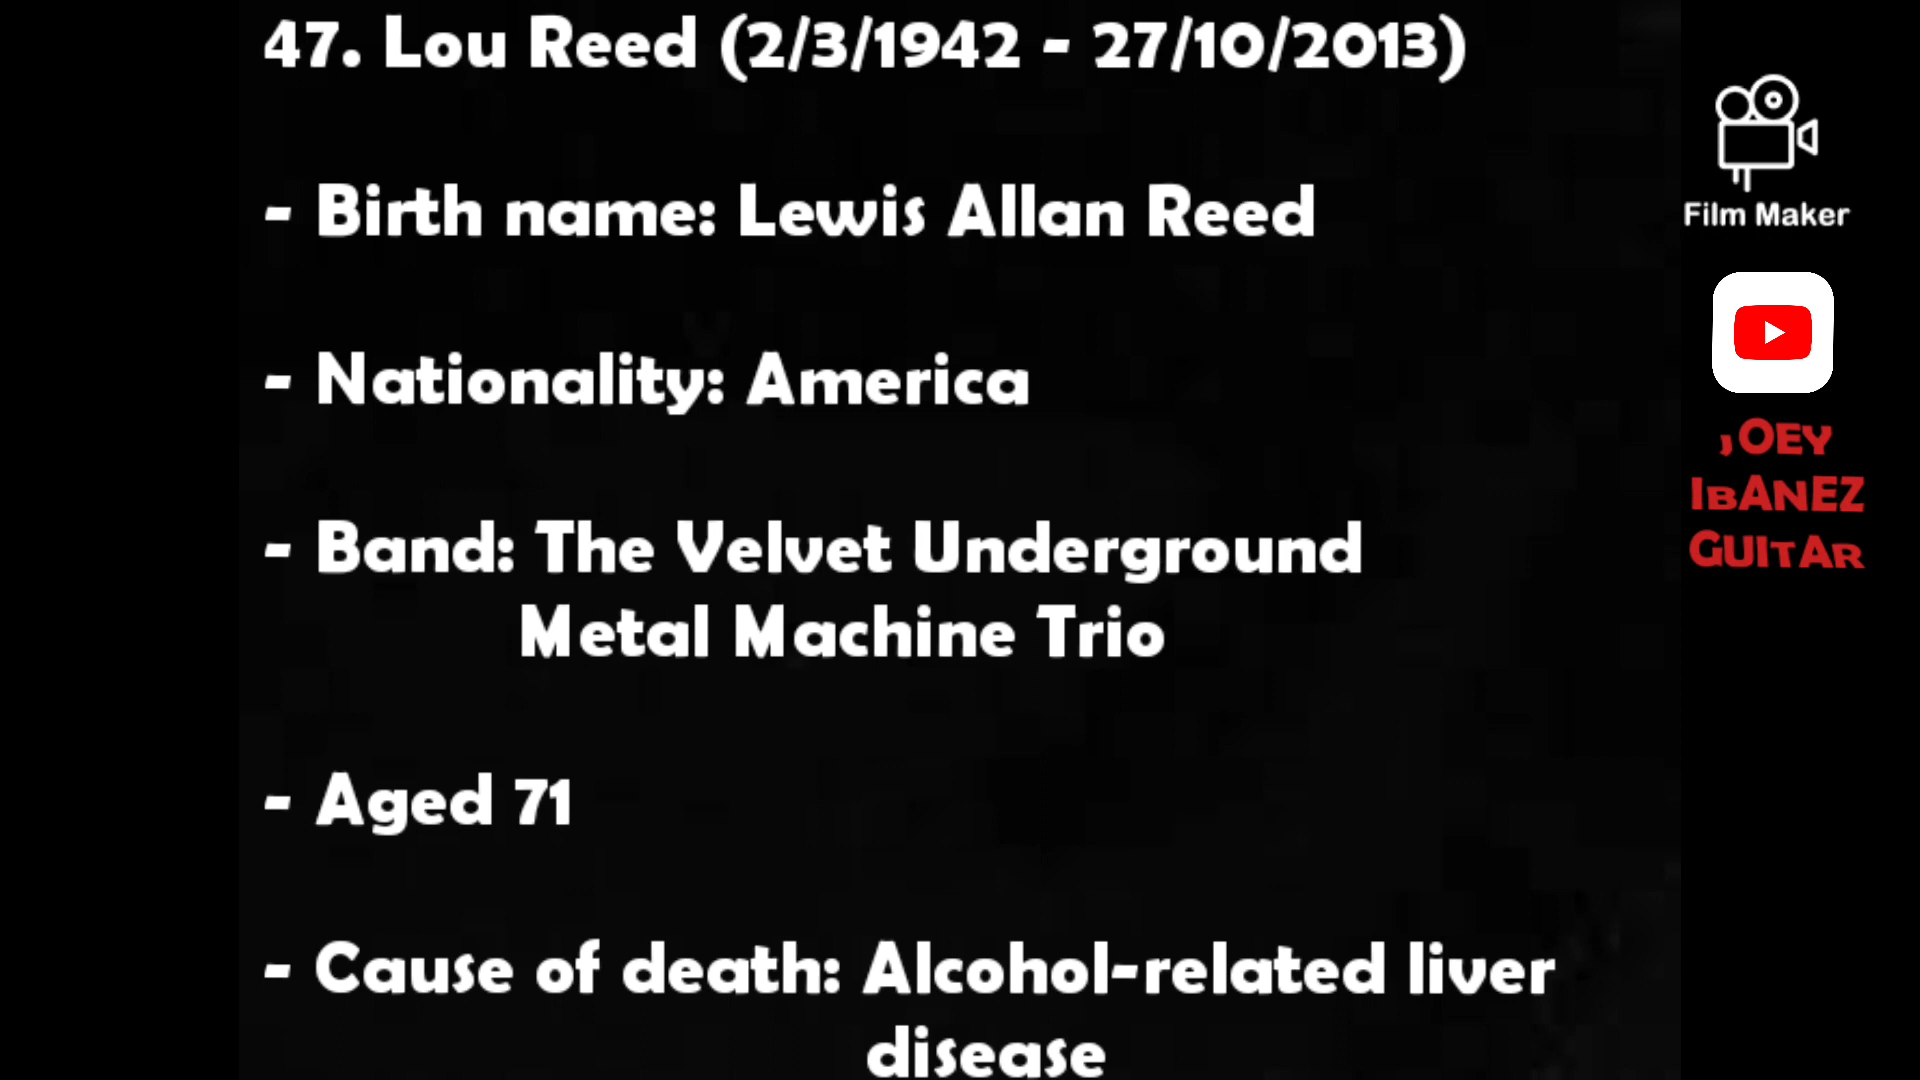 47. Lou Reed (2/3/1942 - 27/10/2013)
- Birth name: Lewis Allan Reed
- Nationality: America
- Band: The Velvet Underground
Metal Machine Trio
- Aged 71
- Cause of death: Alcohol-related liver
disease
Film Maker
JOEY
IBANEZ
GUITAR